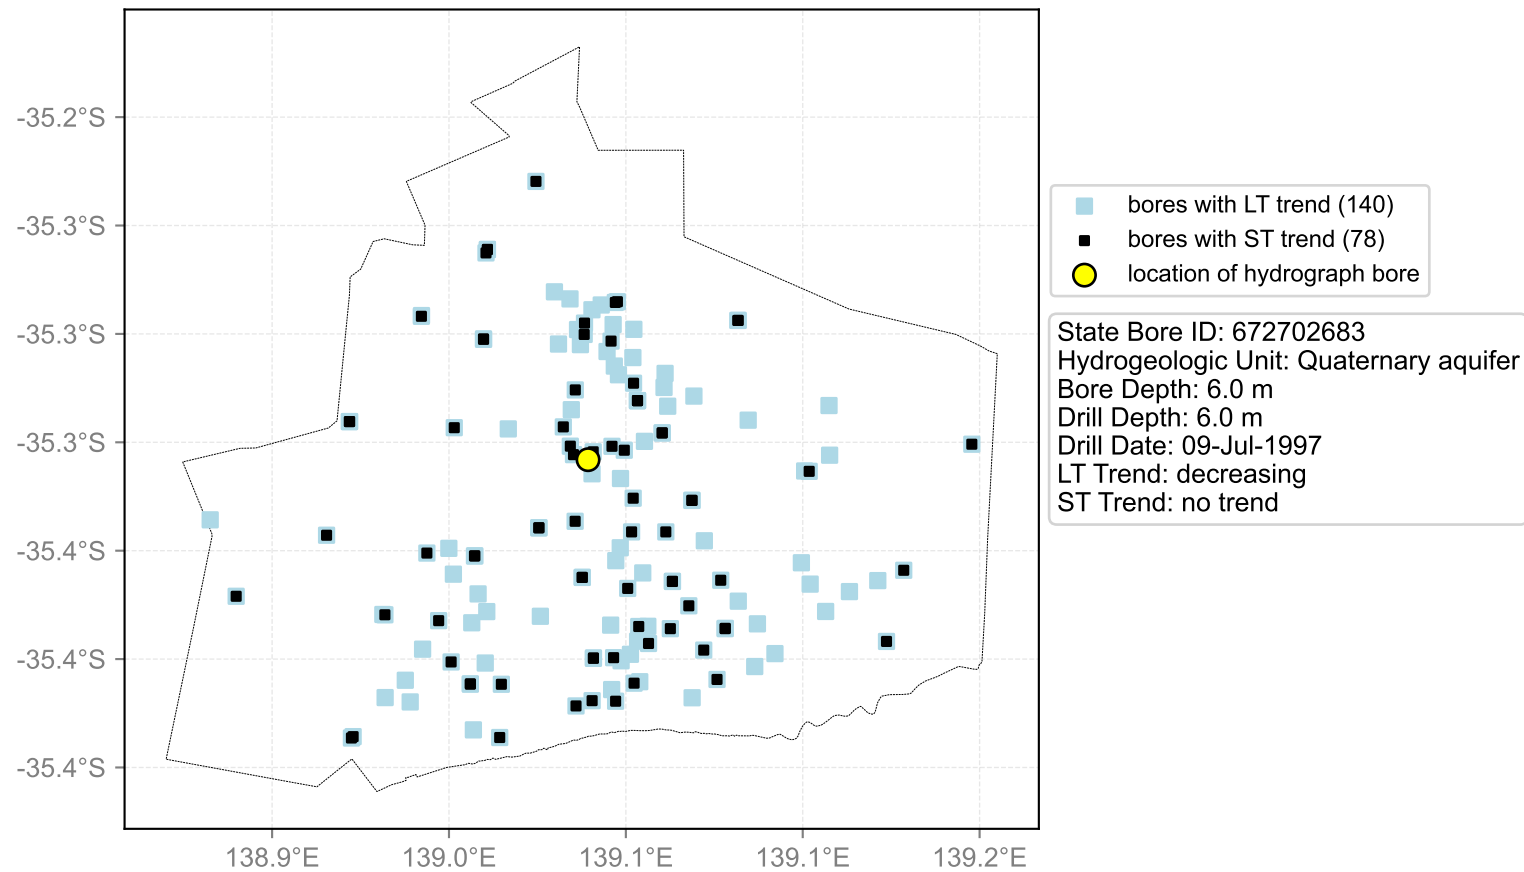 -35.2°S
-35.3°S
-35.3°S
-35.3°S
-35.4°S
-35.4°S
-35.4°S
138.9°E
139.0°E
139.1°E
139.1°E
139.2°E
bores with LT trend (140)
bores with ST trend (78)
location of hydrograph bore
State Bore ID: 672702683
Hydrogeologic Unit: Quaternary aquifer
Bore Depth: 6.0 m
Drill Depth: 6.0 m
Drill Date: 09-Jul-1997
LT Trend: decreasing
ST Trend: no trend